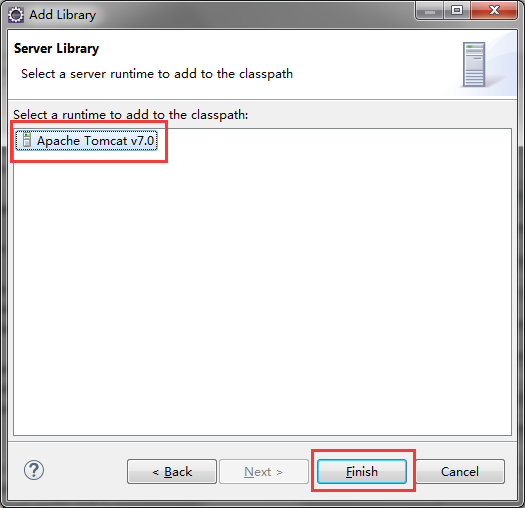 Add Library
Server Library
Select a server runtime to add to the classpath
Select a runtime to add to the classpath:
Apache Tomcat v7.0
?
< Back Next > Finish Cancel